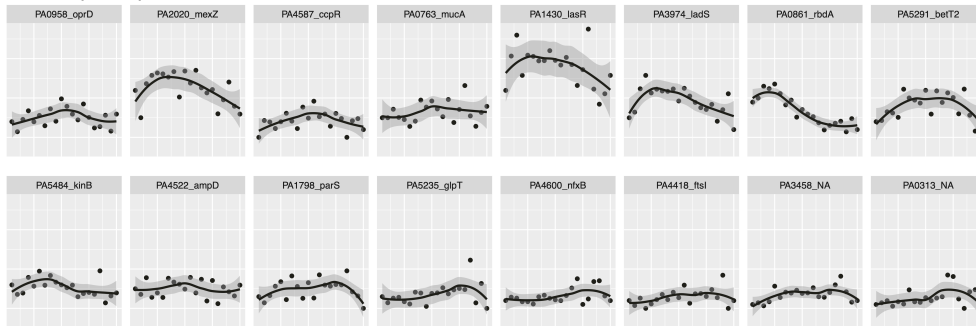 PA0958_oprD PA2020_mexZ PA4587_ccpR PA0763_mucA PA1430_lasR PA3974_ladS PA0861_rbdA PA5291_betT2
PA5484_kinB PA4522_ampD PA1798_parS PA5235_glpT PA4600_nfxB PA4418_ftsI PA3458_NA PA0313_NA